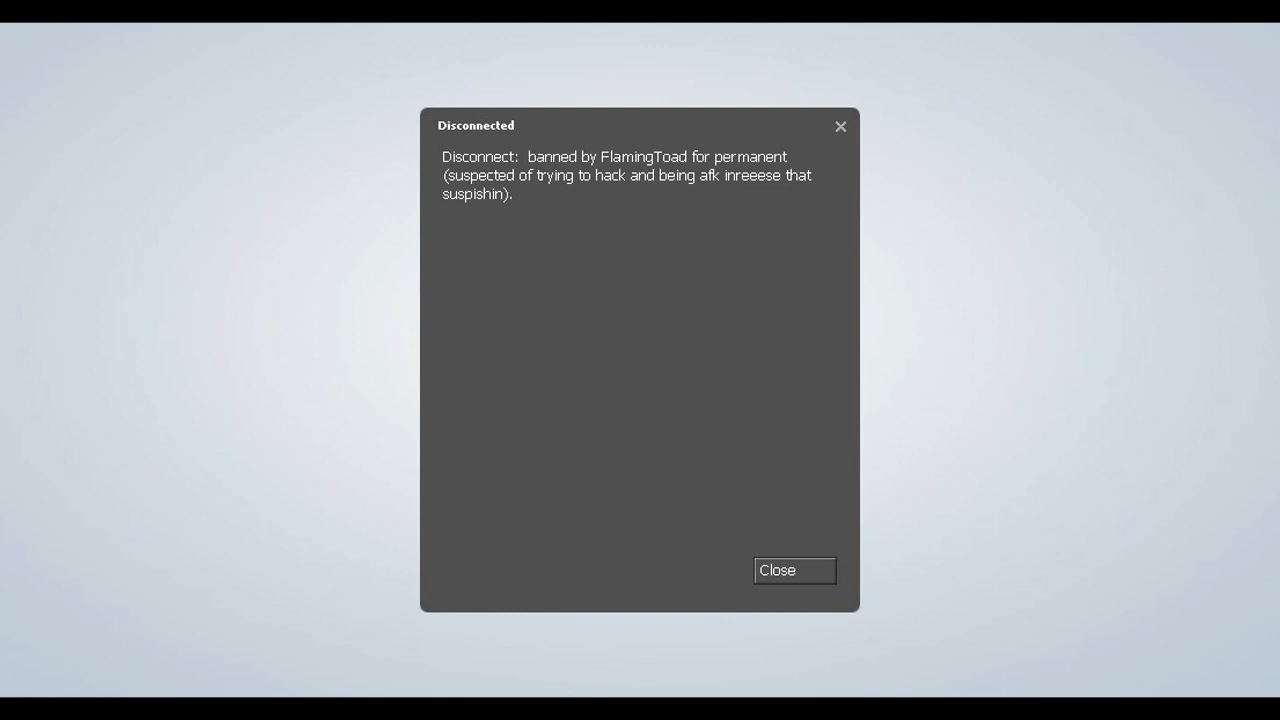 Disconnected
Disconnect:  banned by FlamingToad for permanent
(suspected of trying to hack and being afk inreeese that
suspishin).
Close